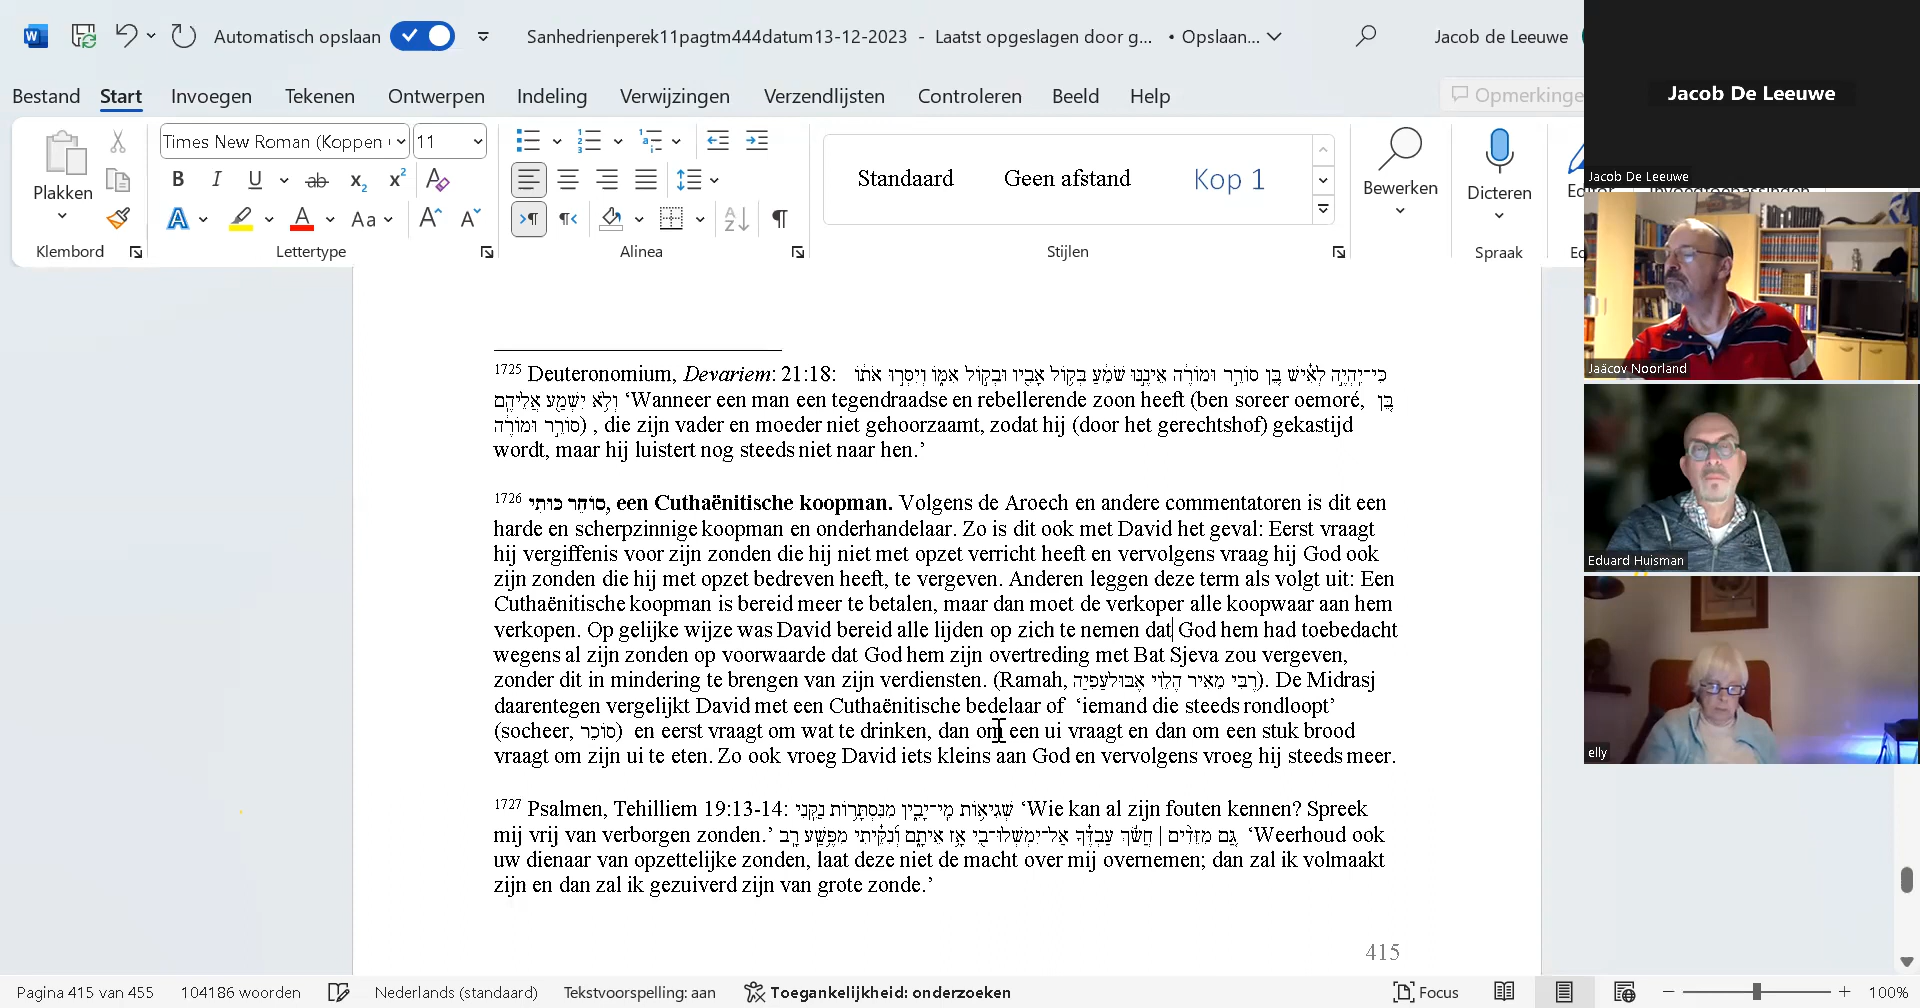 Automatisch opslaan
Sanhedrienperek11pagtm444datum13-12-2023 - Laatst opgeslagen door g... • Opslaan...
Jacob de Leeuwe
Bestand Start Invoegen Tekenen Ontwerpen Indeling Verwijzingen Verzendlijsten Controleren Beeld Help
Opmerkinge
Plakken
Times New Roman (Koppen
11
Standaard
Geen afstand
Kop 1
Bewerken
Dicteren
Klembord
Lettertype
Alinea
Stijlen
Spraak
1725 Deuteronomium, Devariem: 21:18: כִּי־יִהְיֶה לְאִישׁ בֵּן סוֹרֵר וּמוֹרֶה אֵינֶנּוּ שֹׁמֵעַ בְּקוֹל אָבִיו וּבְקוֹל אִמּוֹ וְיִסְּרוּ אֹתוֹ
וְלֹא יִשְׁמַע אֲלֵיהֶם ‘Wanneer een man een tegendraadse en rebellerende zoon heeft (ben soreer oemoré, בֵּן
סוֹרֵר וּמוֹרֶה) , die zijn vader en moeder niet gehoorzaamt, zodat hij (door het gerechtshof) gekastijd
wordt, maar hij luistert nog steeds niet naar hen.’
1726 סוֹחֵר כּוּתִי, een Cuthaënitische koopman. Volgens de Aroech en andere commentatoren is dit een
harde en scherpzinnige koopman en onderhandelaar. Zo is dit ook met David het geval: Eerst vraagt
hij vergiffenis voor zijn zonden die hij niet met opzet verricht heeft en vervolgens vraag hij God ook
zijn zonden die hij met opzet bedreven heeft, te vergeven. Anderen leggen deze term als volgt uit: Een
Cuthaënitische koopman is bereid meer te betalen, maar dan moet de verkoper alle koopwaar aan hem
verkopen. Op gelijke wijze was David bereid alle lijden op zich te nemen dat God hem had toebedacht
wegens al zijn zonden op voorwaarde dat God hem zijn overtreding met Bat Sjeva zou vergeven,
zonder dit in mindering te brengen van zijn verdiensten. (Ramah, רַבִּי מֵאִיר הַלֵוִי אַבּוּלעַפִיַה). De Midrasj
daarentegen vergelijkt David met een Cuthaënitische bedelaar of ‘iemand die steeds rondloopt’
(socheer, סוֹכֵר) en eerst vraagt om wat te drinken, dan om een ui vraagt en dan om een stuk brood
vraagt om zijn ui te eten. Zo ook vroeg David iets kleins aan God en vervolgens vroeg hij steeds meer.
1727 Psalmen, Tehilliem 19:13-14: שְׁגִיאוֹת מִי־יָבִין מִנִּסְתָּרוֹת נַקֵּנִי ‘Wie kan al zijn fouten kennen? Spreek
mij vrij van verborgen zonden.’ גַּם מִזֵּדִים | חֲשֹׂךְ עַבְדֶּךָ אַל־יִמְשְׁלוּ־בִי אָז אֵיתָם וְנִקֵּיתִי מִפֶּשַׁע רָב ‘Weerhoud ook
uw dienaar van opzettelijke zonden, laat deze niet de macht over mij overnemen; dan zal ik volmaakt
zijn en dan zal ik gezuiverd zijn van grote zonde.’
415
Jacob De Leeuwe
Jacob De Leeuwe
Jaäcov Noorland
Eduard Huisman
elly
Pagina 415 van 455 104186 woorden Nederlands (standaard) Tekstvoorspelling: aan Toegankelijkheid: onderzoeken Focus 100%